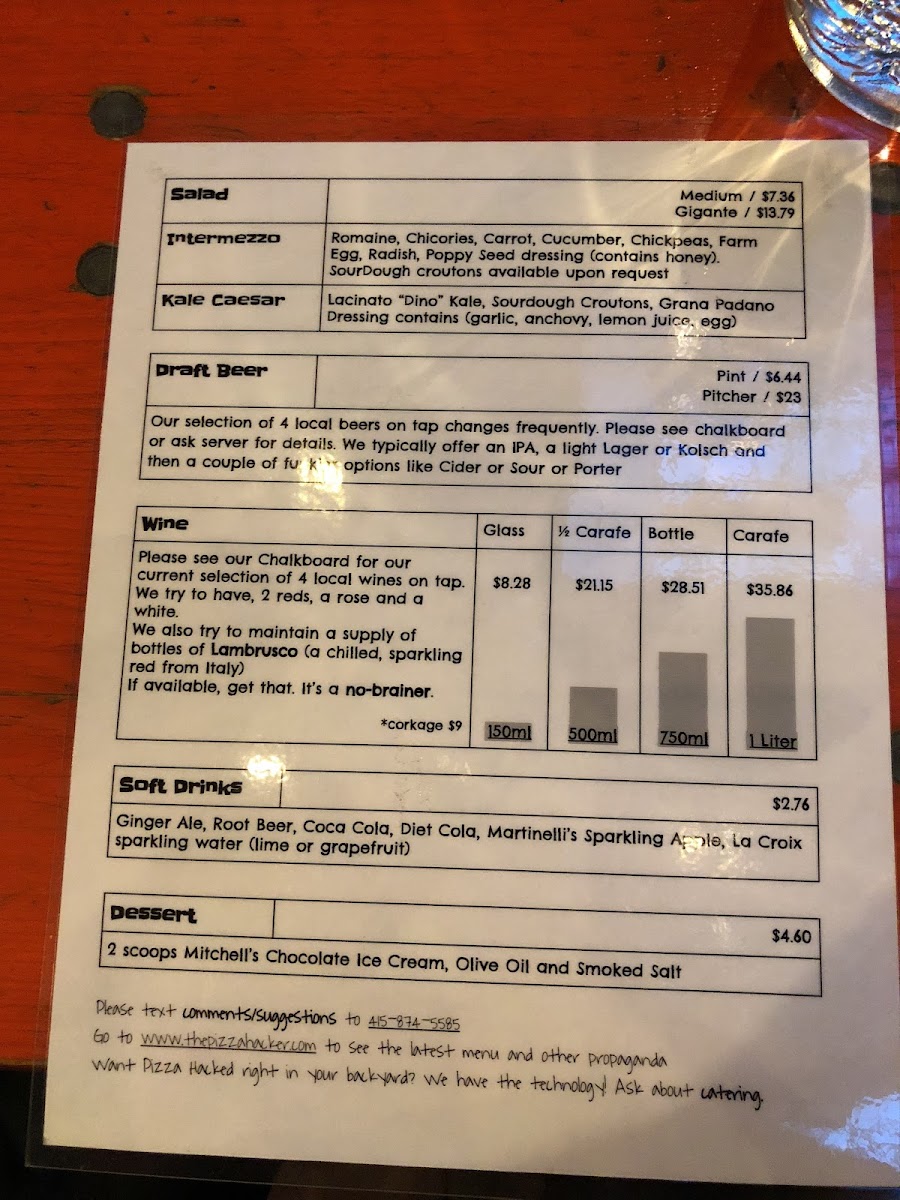 Salad
Medium / $7.36
Gigante / $13.79
Intermezzo
Romaine, Chicories, Carrot, Cucumber, Chickpeas, Farm
Egg, Radish, Poppy Seed dressing (contains honey).
SourDough croutons available upon request
Kale Caesar
Lacinato “Dino” Kale, Sourdough Croutons, Grana Padano
Dressing contains (garlic, anchovy, lemon juice, egg)
Draft Beer
Pint / $6.44
Pitcher / $23
Our selection of 4 local beers on tap changes frequently. Please see chalkboard
or ask server for details. We typically offer an IPA, a light Lager or Kolsch and
then a couple of options like Cider or Sour or Porter
Wine
Glass
½ Carafe
Bottle
Carafe
Please see our Chalkboard for our
current selection of 4 local wines on tap.
We try to have, 2 reds, a rose and a
white.
We also try to maintain a supply of
bottles of Lambrusco (a chilled, sparkling
red from Italy)
If available, get that. It's a no-brainer.
*corkage $9
$8.28
$21.15
$28.51
$35.86
150ml
500ml
750ml
1 Liter
Soft Drinks
$2.76
Ginger Ale, Root Beer, Coca Cola, Diet Cola, Martinelli's Sparkling Apple, La Croix
sparkling water (lime or grapefruit)
Dessert
$4.60
2 scoops Mitchell's Chocolate Ice Cream, Olive Oil and Smoked Salt
Please text comments/suggestions to 415-874-5585
Go to www.thepizzahacker.com to see the latest menu and other propaganda
Want Pizza Hacked right in your backyard? We have the technology! Ask about catering.